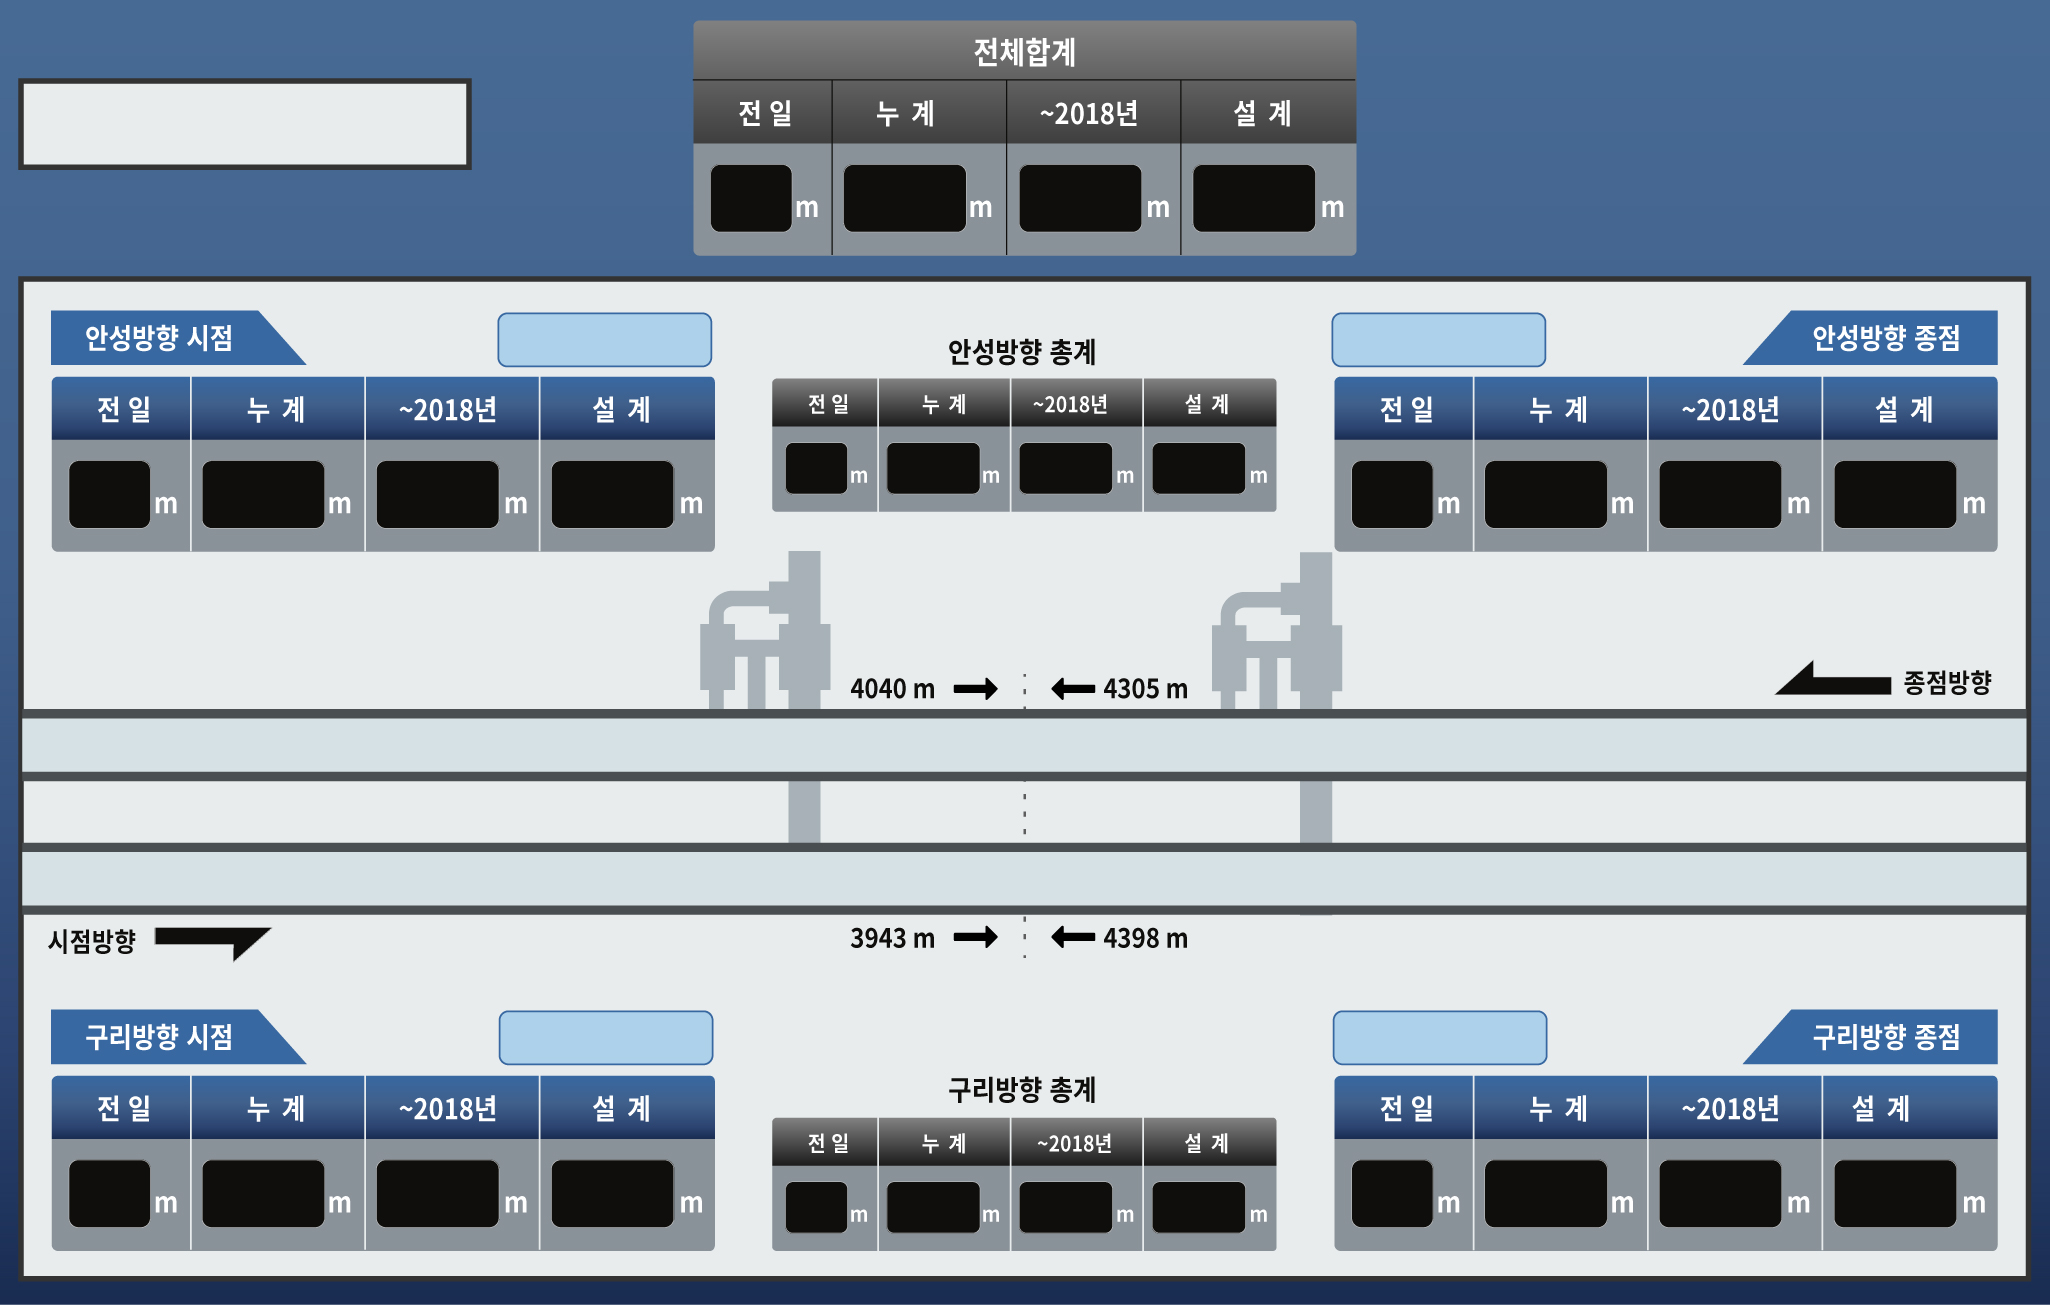 전체합계
전 일 누 계 ~2018년 설 계
m m m m
안성방향 시점
전 일 누 계 ~2018년 설 계
m m m m
안성방향 총계
전 일 누 계 ~2018년 설 계
m m m m
안성방향 종점
전 일 누 계 ~2018년 설 계
m m m m
4040 m
4305 m
종점방향
시점방향
3943 m
4398 m
구리방향 시점
전 일 누 계 ~2018년 설 계
m m m m
구리방향 총계
전 일 누 계 ~2018년 설 계
m m m m
구리방향 종점
전 일 누 계 ~2018년 설 계
m m m m